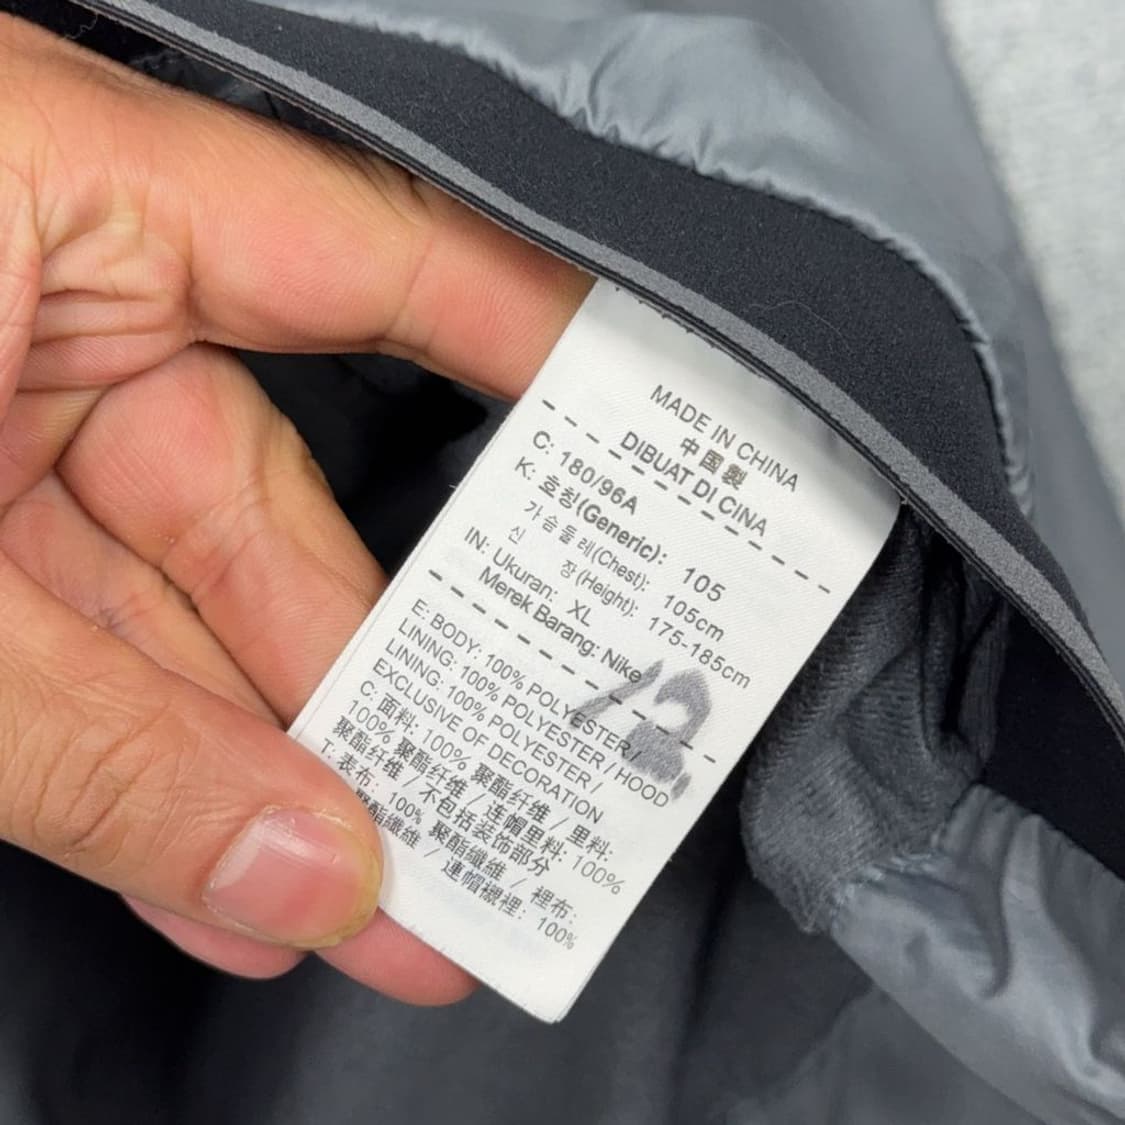 MADE IN CHINA
中国製
DIBUAT DI CINA
C: 180/96A
K: 호칭(Generic): 105
가슴둘레(Chest): 105cm
신 장(Height): 175-185cm
IN: Ukuran: XL
Merek Barang: Nike
E: BODY: 100% POLYESTER /
LINING: 100% POLYESTER / HOOD
LINING: 100% POLYESTER /
EXCLUSIVE OF DECORATION
C: 面料: 100% 聚酯纤维 / 里料:
100% 聚酯纤维 / 连帽里料: 100%
聚酯纤维 / 不包括装饰部分
T: 表布: 100% 聚酯纖維 / 裡布:
聚酯纖維 / 連帽襯裡: 100%